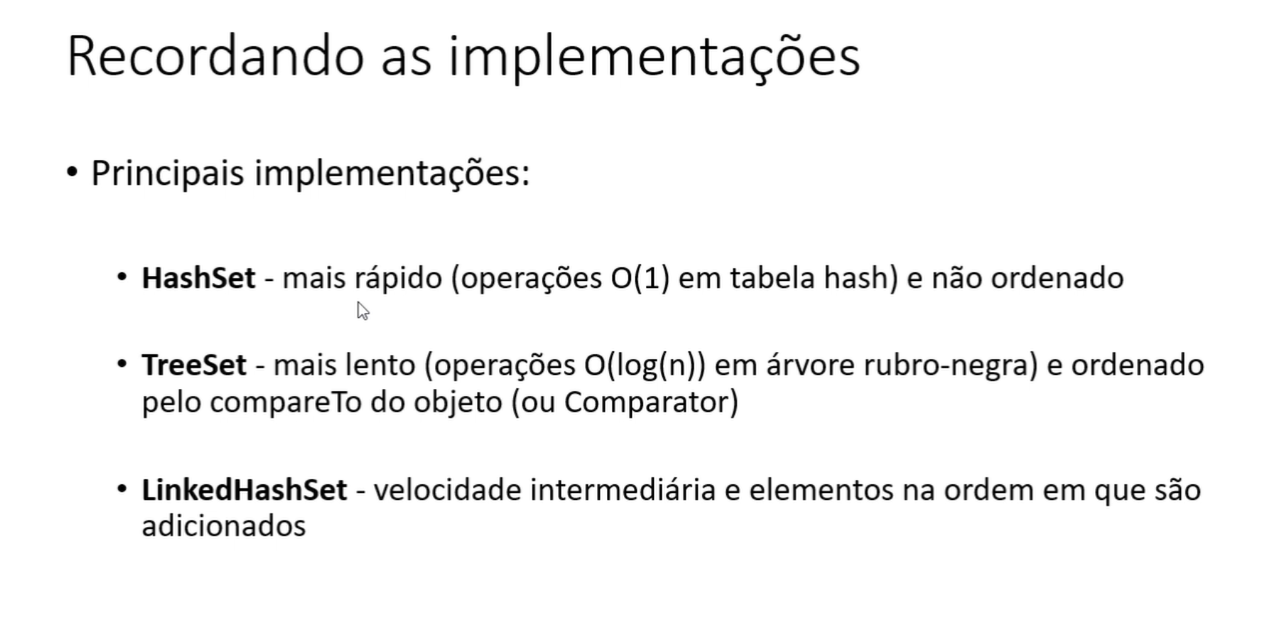 Recordando as implementações
• Principais implementações:
• HashSet - mais rápido (operações O(1) em tabela hash) e não ordenado
• TreeSet - mais lento (operações O(log(n)) em árvore rubro-negra) e ordenado
pelo compareTo do objeto (ou Comparator)
• LinkedHashSet - velocidade intermediária e elementos na ordem em que são
adicionados